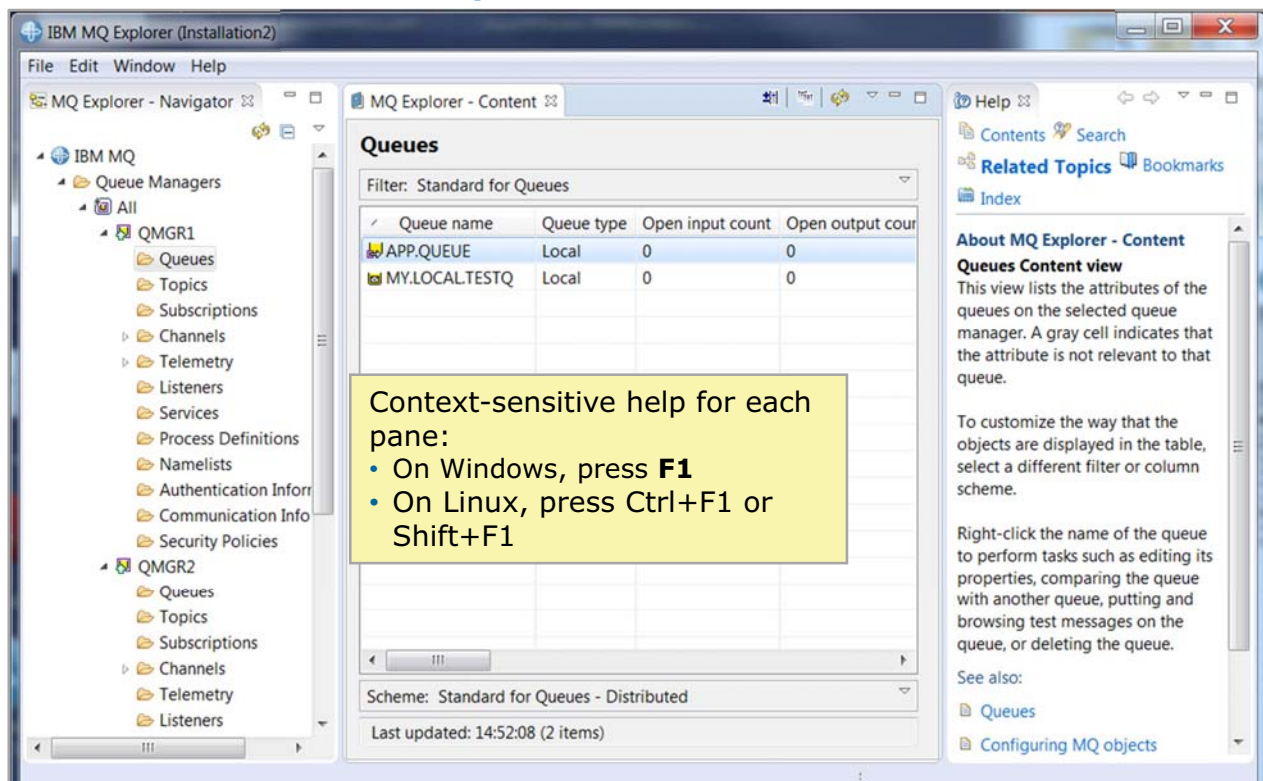 IBM MQ Explorer (Installation2)
File Edit Window Help
MQ Explorer - Navigator
IBM MQ
Queue Managers
All
QMGR1
Queues
Topics
Subscriptions
Channels
Telemetry
Listeners
Services
Process Definitions
Namelists
Authentication Inforr
Communication Info
Security Policies
QMGR2
Queues
Topics
Subscriptions
Channels
Telemetry
Listeners
MQ Explorer - Content
Queues
Filter: Standard for Queues
Queue name Queue type Open input count Open output cour
APP.QUEUE Local 0 0
MY.LOCAL.TESTQ Local 0 0
Context-sensitive help for each
pane:
• On Windows, press F1
• On Linux, press Ctrl+F1 or
Shift+F1
Scheme: Standard for Queues - Distributed
Last updated: 14:52:08 (2 items)
Help
Contents Search
Related Topics Bookmarks
Index
About MQ Explorer - Content
Queues Content view
This view lists the attributes of the
queues on the selected queue
manager. A gray cell indicates that
the attribute is not relevant to that
queue.
To customize the way that the
objects are displayed in the table,
select a different filter or column
scheme.
Right-click the name of the queue
to perform tasks such as editing its
properties, comparing the queue
with another queue, putting and
browsing test messages on the
queue, or deleting the queue.
See also:
Queues
Configuring MQ objects